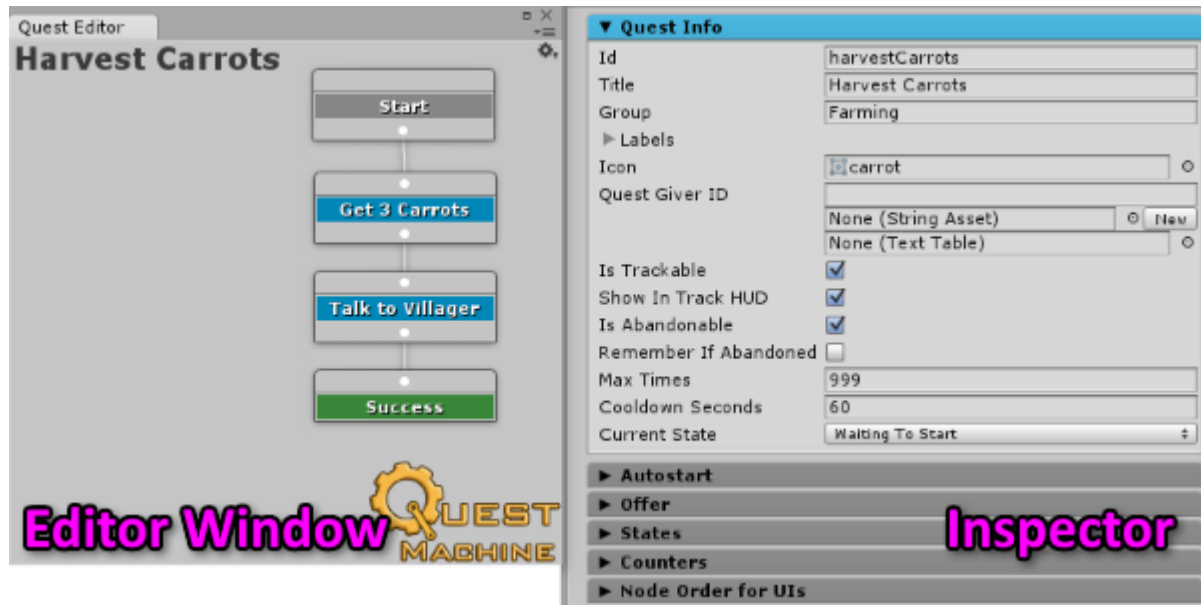 Quest Editor
Harvest Carrots
Start
Get 3 Carrots
Talk to Villager
Success
Editor Window
QUEST
MACHINE
Quest Info
Id harvestCarrots
Title Harvest Carrots
Group Farming
Labels
Icon carrot
Quest Giver ID
None (String Asset) New
None (Text Table)
Is Trackable
Show In Track HUD
Is Abandonable
Remember If Abandoned
Max Times 999
Cooldown Seconds 60
Current State Waiting To Start
Autostart
Offer
States
Counters
Node Order for UIs
Inspector